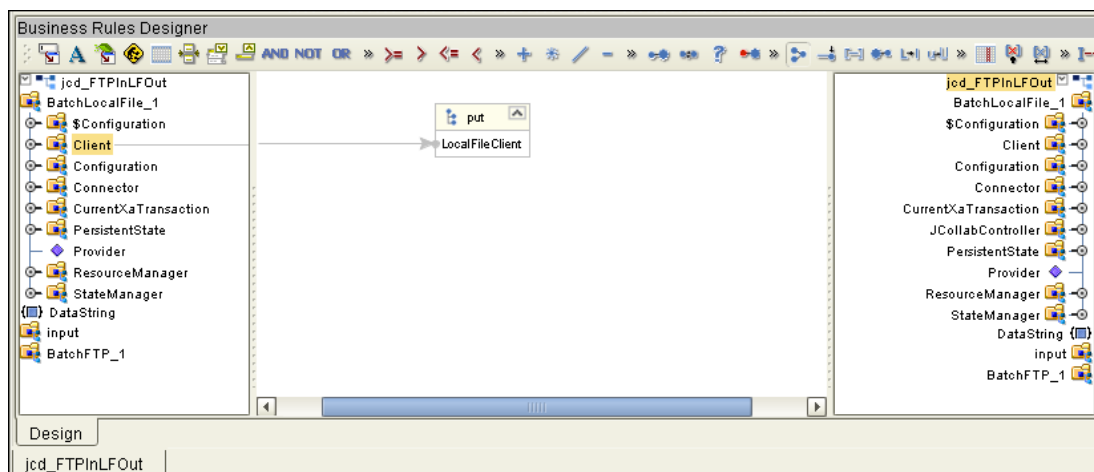 Business Rules Designer
A AND NOT OR » >= > <= < » + * / - » ? » » I-
jcd_FTPInLFOut
BatchLocalFile_1
$Configuration
Client
Configuration
Connector
CurrentXaTransaction
PersistentState
Provider
ResourceManager
StateManager
DataString
input
BatchFTP_1
put
LocalFileClient
jcd_FTPInLFOut
BatchLocalFile_1
$Configuration
Client
Configuration
Connector
CurrentXaTransaction
JCollabController
PersistentState
Provider
ResourceManager
StateManager
DataString
input
BatchFTP_1
Design
jcd_FTPInLFOut